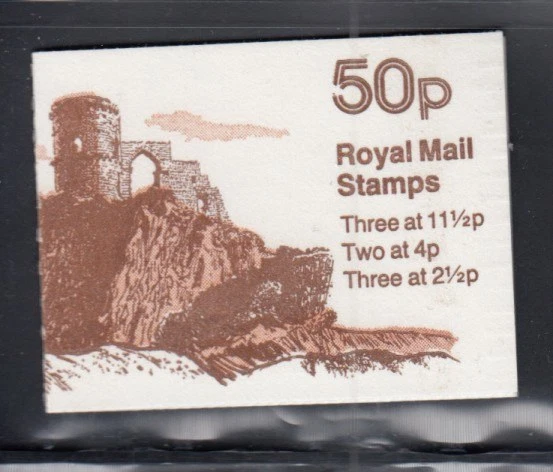 50p
Royal Mail
Stamps
Three at 11½p
Two at 4p
Three at 2½p